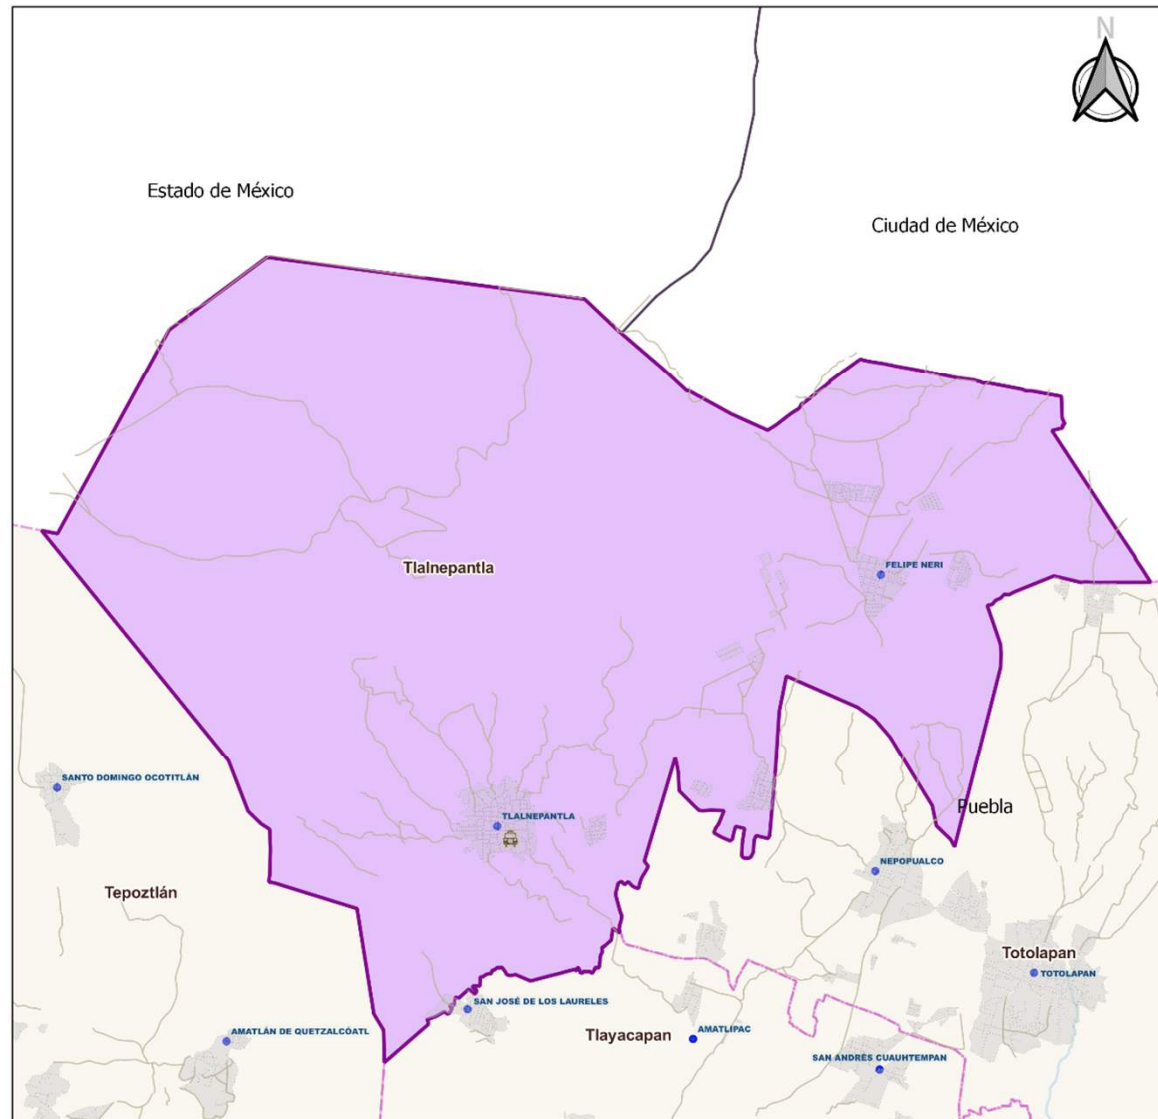 N
Estado de México
Ciudad de México
Tlalnepantla
FELIPE NERI
SANTO DOMINGO OCOTITLÁN
TLALNEPANTLA
Puebla
NEPOPUALCO
Tepoztlán
Totolapan
TOTOLAPAN
SAN JOSÉ DE LOS LAURELES
AMATLÁN DE QUETZALCÓATL
Tlayacapan
AMATLIPAC
SAN ANDRÉS CUAUHTEMPAN